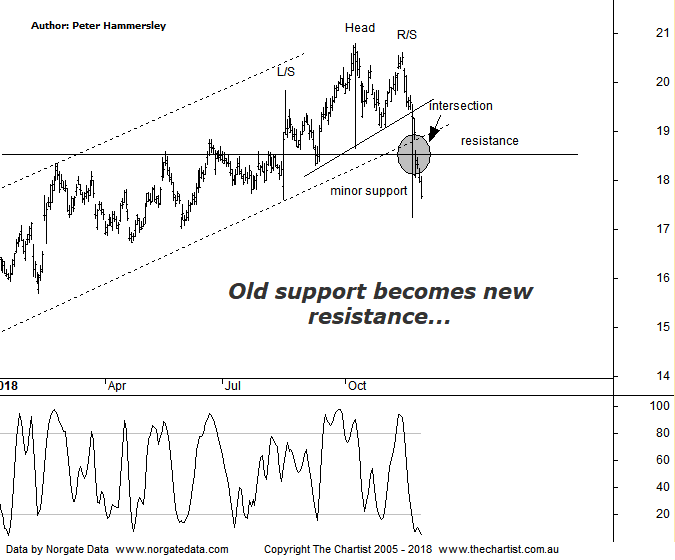 Author: Peter Hammersley
L/S
Head
R/S
intersection
resistance
minor support
Old support becomes new
resistance...
21
20
19
18
17
16
15
14
018
Apr
Jul
Oct
100
80
60
40
20
Data by Norgate Data www.norgatedata.com
Copyright The Chartist 2005 - 2018 www.thechartist.com.au